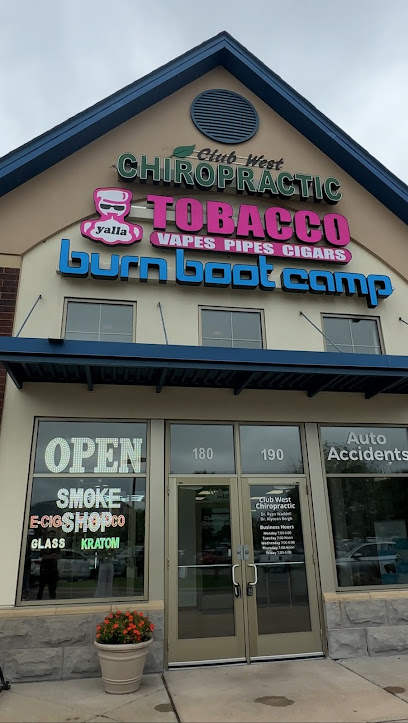 Club West
CHIROPRACTIC
yalla
TOBACCO
VAPES PIPES CIGARS
burn boot camp
180
190
OPEN
SMOKE
SHOP
GLASS
KRATOM
Auto
Accidents
Club West
Chiropractic
Business Hours